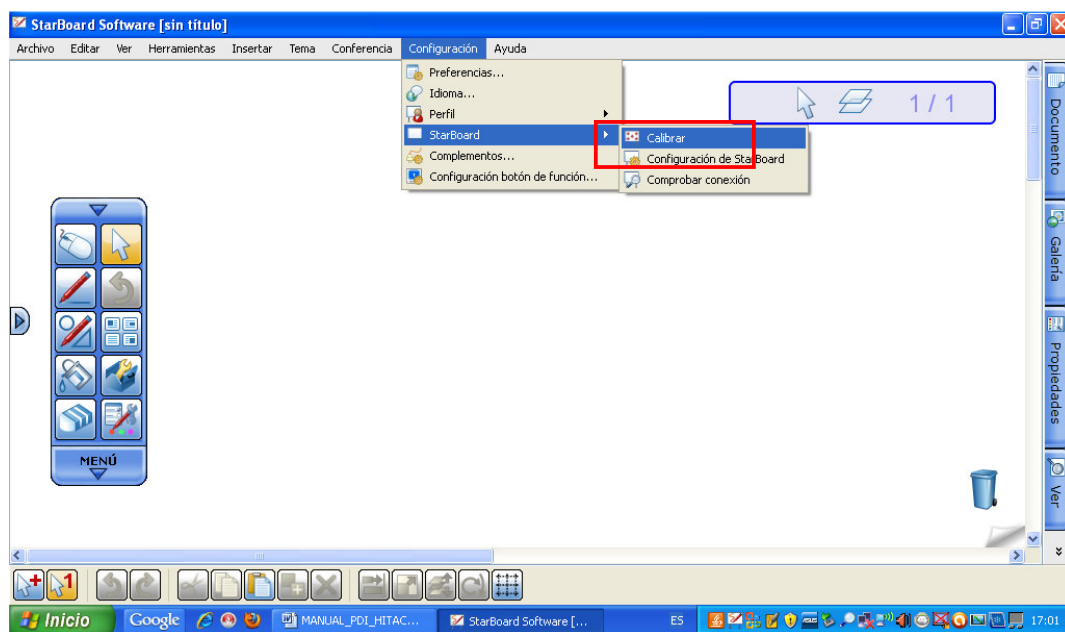 StarBoard Software [sin título]
Archivo Editar Ver Herramientas Insertar Tema Conferencia Configuración Ayuda
Preferencias...
Idioma...
Perfil
StarBoard
Complementos...
Configuración botón de función...
Calibrar
Configuración de StarBoard
Comprobar conexión
1 / 1
Documento
Galería
Propiedades
Ver
MENÚ
1
Inicio Google MANUAL_PDI_HITAC... StarBoard Software [... ES 17:01